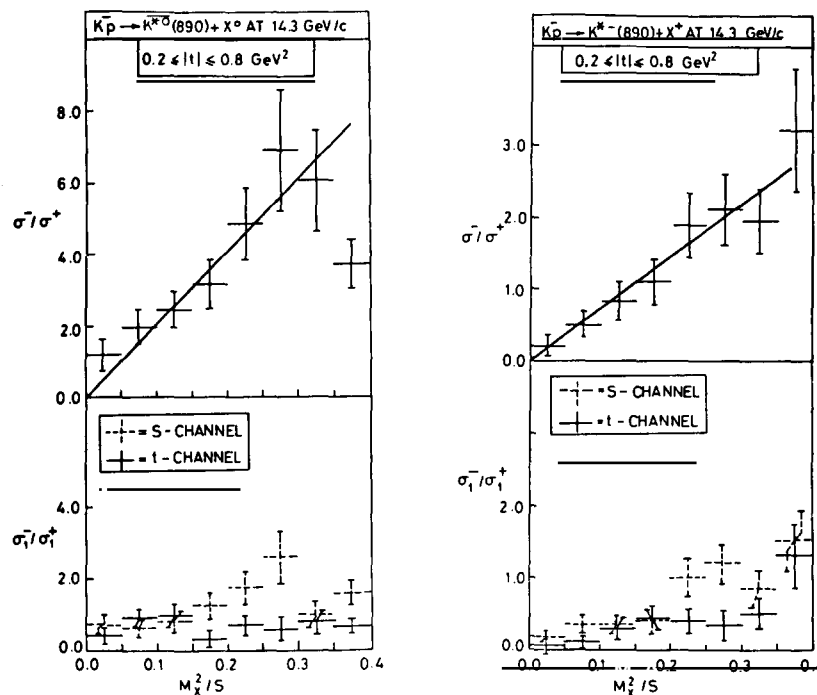 K⁻p → K̄*⁰(890) + X⁰ AT 14.3 GeV/c
0.2 ≤ |t| ≤ 0.8 GeV²
8.0
6.0
σ⁻/σ⁺
4.0
2.0
0.0
= S - CHANNEL
= t - CHANNEL
4.0
σ₁⁻/σ₁⁺
2.0
0.0
0.0 0.1 0.2 0.3 0.4
M²ₓ/S
K⁻p → K*⁻(890) + X⁺ AT 14.3 GeV/c
0.2 ≤ |t| ≤ 0.8 GeV²
3.0
σ⁻/σ⁺
2.0
1.0
0.0
= S - CHANNEL
= t - CHANNEL
σ₁⁻/σ₁⁺
2.0
1.0
0.0
0.0 0.1 0.2 0.3 0.4
M²ₓ/S